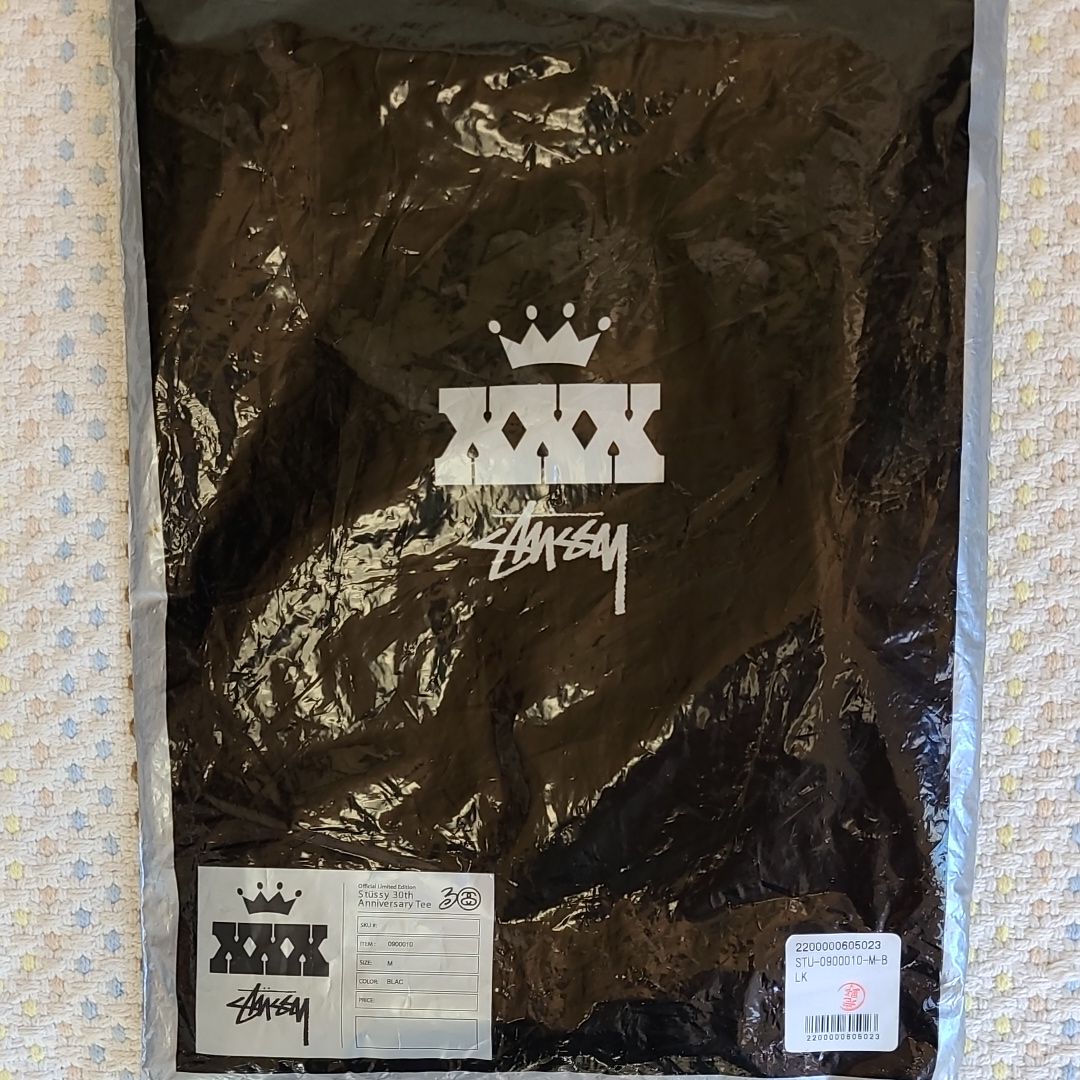 XXX
Stüssy
XXX
Stüssy
Official Limited Edition
Stüssy 30th
Anniversary Tee
30
SKU #:
ITEM : 0900010
SIZE: M
COLOR: BLAC
PRICE:
2200000605023
STU-0900010-M-B
LK
2200000605023